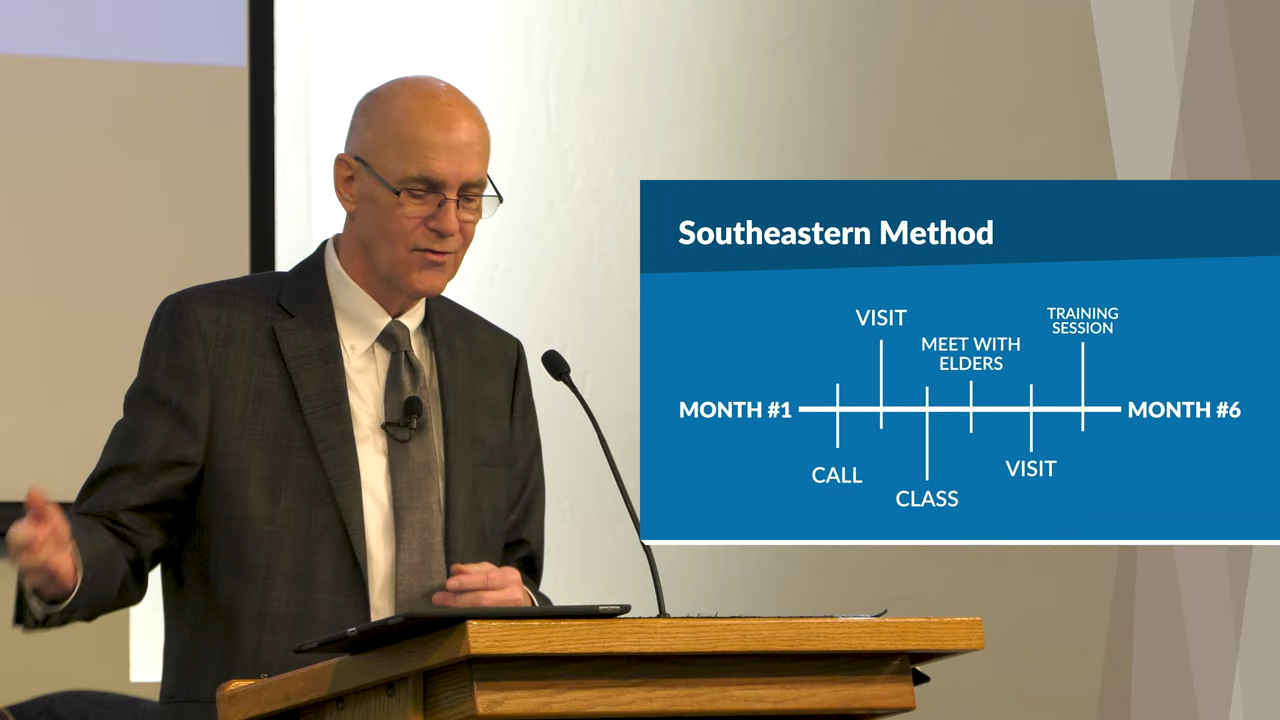 Southeastern Method
VISIT
TRAINING
SESSION
MEET WITH
ELDERS
MONTH #1
MONTH #6
CALL
VISIT
CLASS